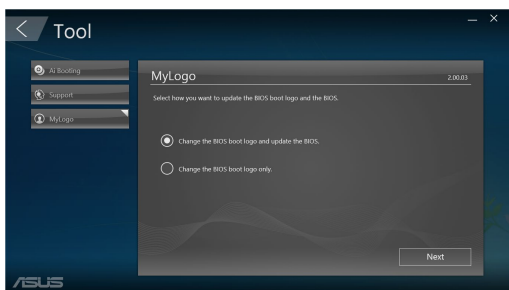 Tool
Ai Booting
Support
MyLogo
MyLogo
2.00.03
Select how you want to update the BIOS boot logo and the BIOS.
Change the BIOS boot logo and update the BIOS.
Change the BIOS boot logo only.
Next
ASUS